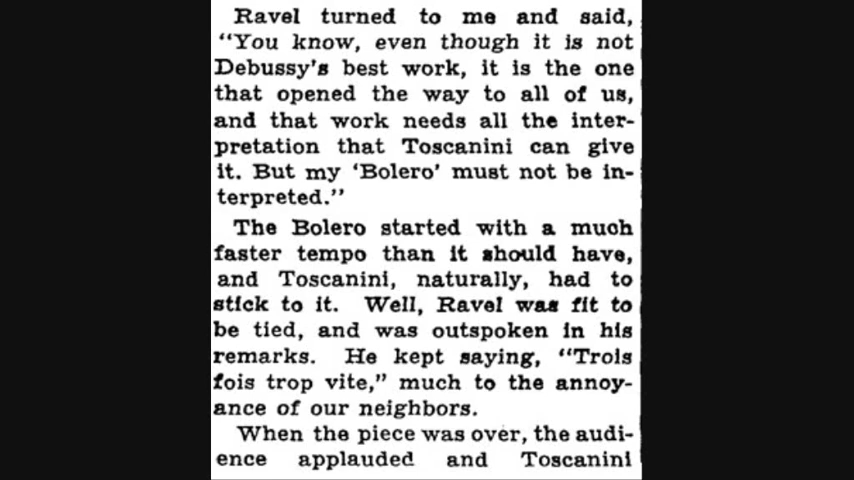 Ravel turned to me and said,
"You know, even though it is not
Debussy's best work, it is the one
that opened the way to all of us,
and that work needs all the inter-
pretation that Toscanini can give
it. But my 'Bolero' must not be in-
terpreted."
The Bolero started with a much
faster tempo than it should have,
and Toscanini, naturally, had to
stick to it. Well, Ravel was fit to
be tied, and was outspoken in his
remarks. He kept saying, "Trois
fois trop vite," much to the annoy-
ance of our neighbors.
When the piece was over, the audi-
ence applauded and Toscanini